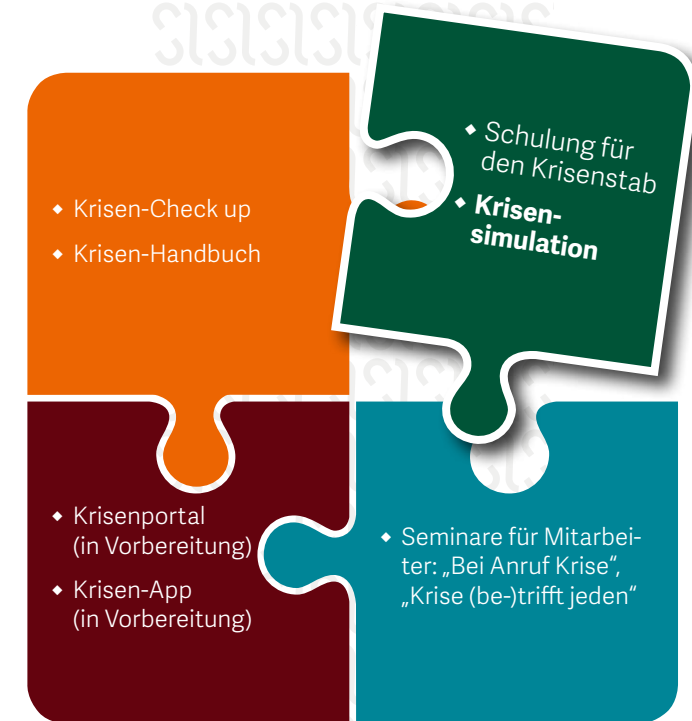 ◆ Krisen-Check up
◆ Krisen-Handbuch
◆ Schulung für
den Krisenstab
◆ Krisen-
simulation
◆ Krisenportal
(in Vorbereitung)
◆ Krisen-App
(in Vorbereitung)
◆ Seminare für Mitarbei-
ter: „Bei Anruf Krise“,
„Krise (be-)trifft jeden“